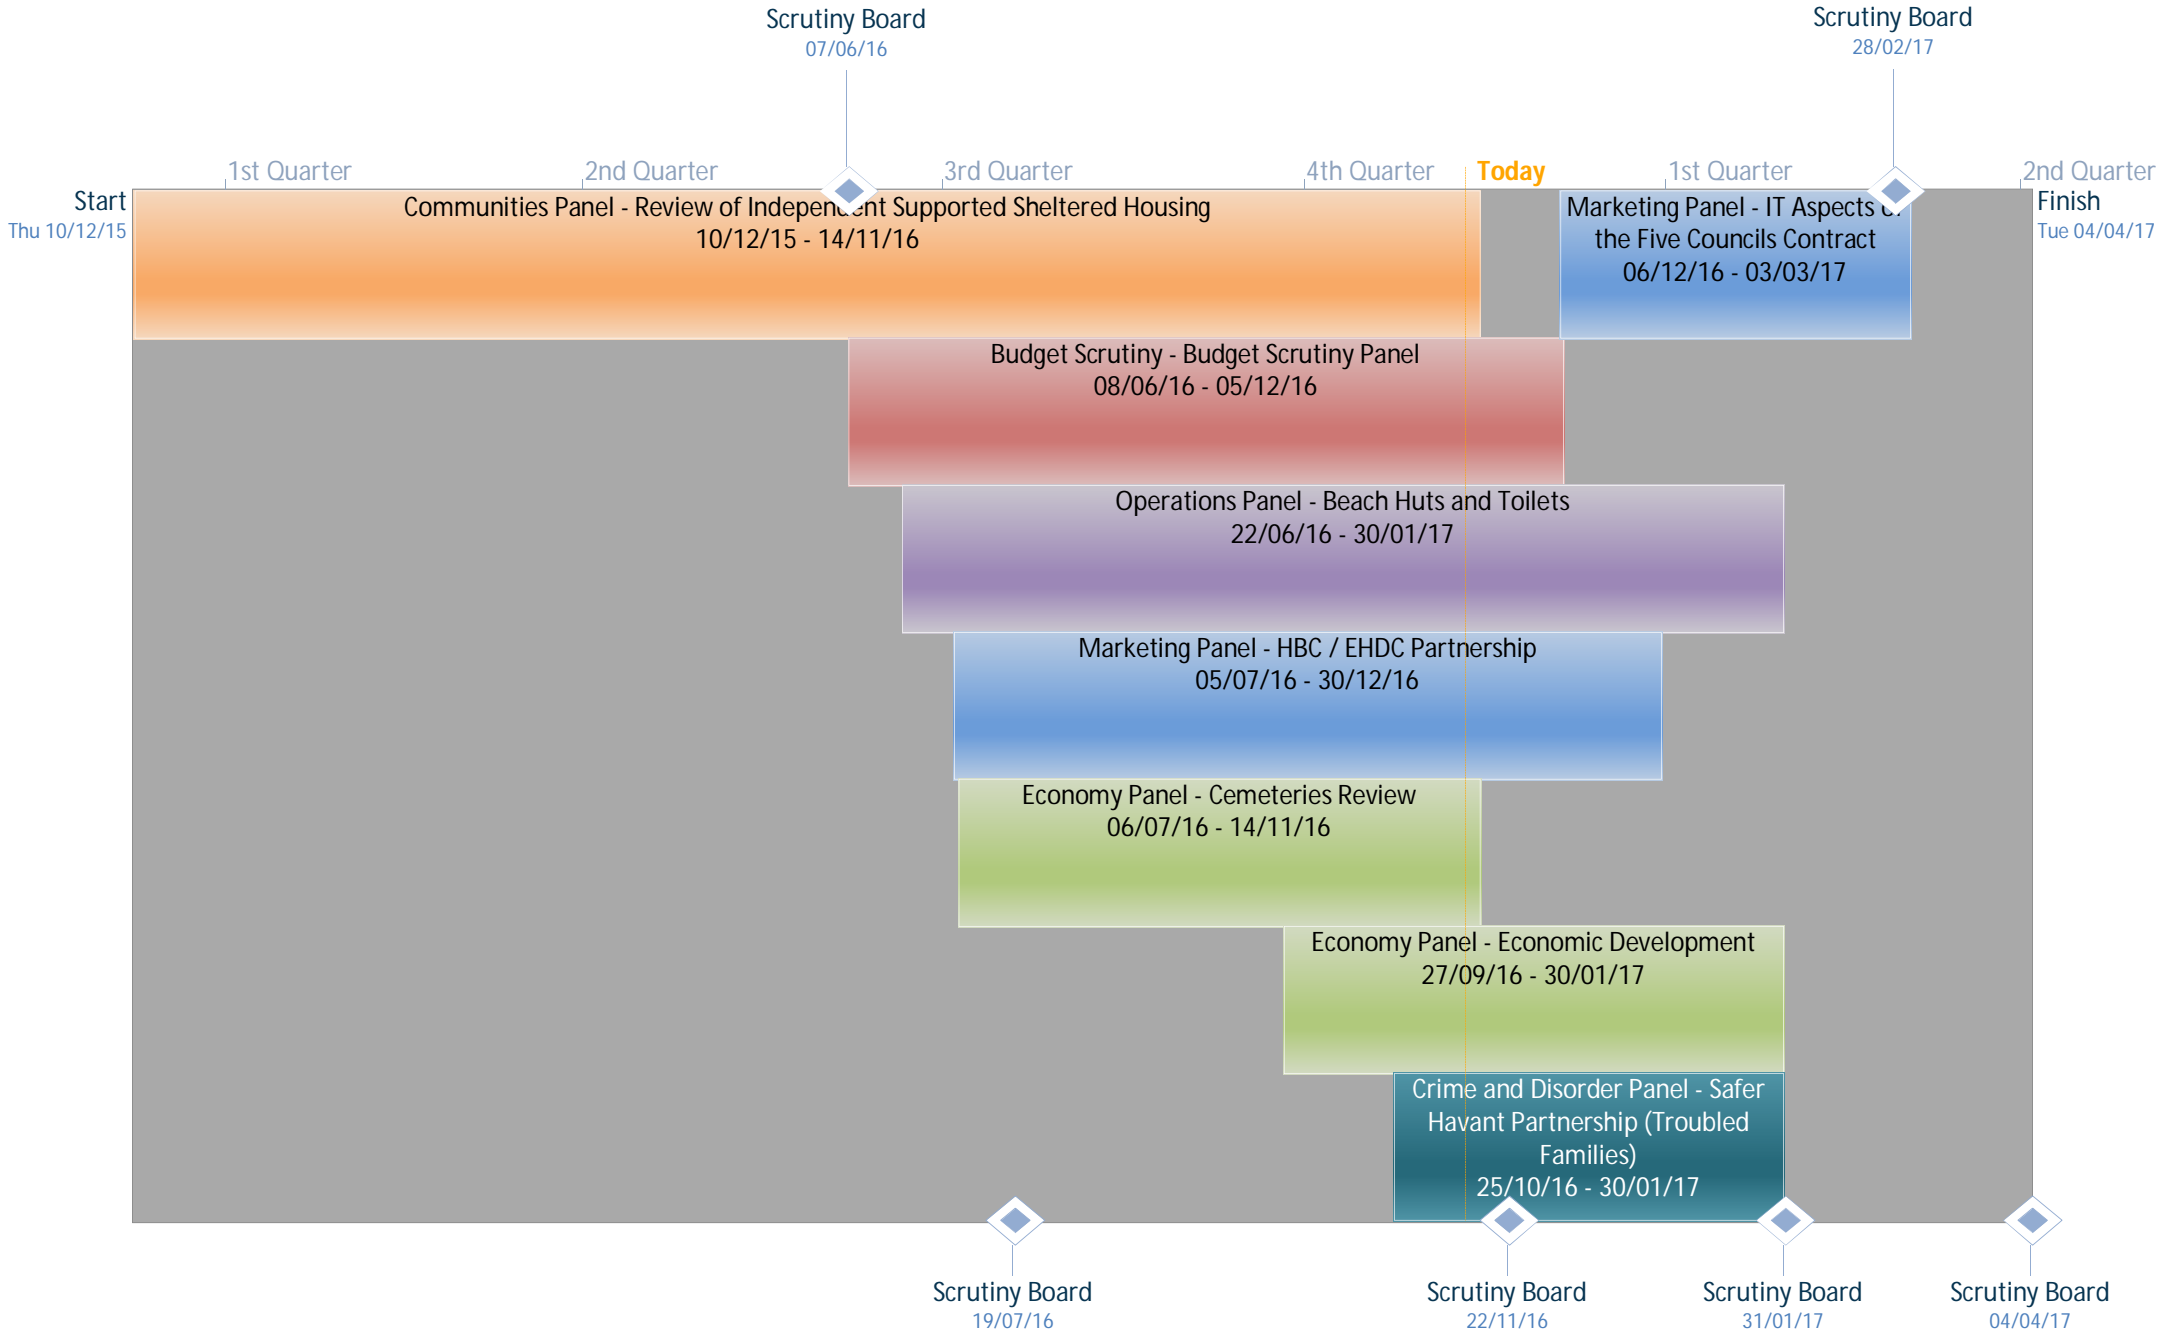 Scrutiny Board
07/06/16
Scrutiny Board
28/02/17
1st Quarter
2nd Quarter
3rd Quarter
4th Quarter
Today
1st Quarter
2nd Quarter
Start
Thu 10/12/15
Finish
Tue 04/04/17
Communities Panel - Review of Independent Supported Sheltered Housing
10/12/15 - 14/11/16
Marketing Panel - IT Aspects of
the Five Councils Contract
06/12/16 - 03/03/17
Budget Scrutiny - Budget Scrutiny Panel
08/06/16 - 05/12/16
Operations Panel - Beach Huts and Toilets
22/06/16 - 30/01/17
Marketing Panel - HBC / EHDC Partnership
05/07/16 - 30/12/16
Economy Panel - Cemeteries Review
06/07/16 - 14/11/16
Economy Panel - Economic Development
27/09/16 - 30/01/17
Crime and Disorder Panel - Safer
Havant Partnership (Troubled
Families)
25/10/16 - 30/01/17
Scrutiny Board
19/07/16
Scrutiny Board
22/11/16
Scrutiny Board
31/01/17
Scrutiny Board
04/04/17